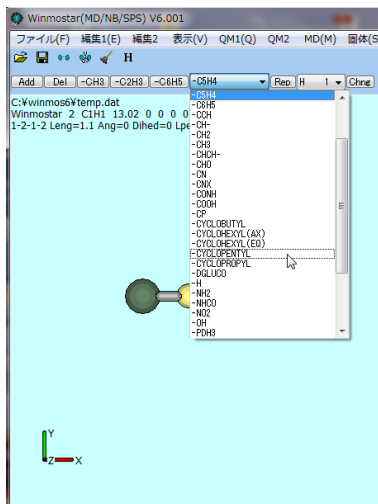 Winmostar(MD/NB/SPS) V6.001
ファイル(F) 編集1(E) 編集2 表示(V) QM1(Q) QM2 MD(M) 固体(S
H
Add Del -CH3 -C2H3 -C6H5 -C5H4 Rep H 1 Chng
C:¥winmos6¥temp.dat
Winmostar 2 C1H1 13.02 0 0 0 0
1-2-1-2 Leng=1.1 Ang=0 Dihed=0 Lpe
-C5H4
-C6H5
-CCH
-CH-
-CH2
-CH3
-CHCH-
-CHO
-CN
-CNX
-CONH
-COOH
-CP
-CYCLOBUTYL
-CYCLOHEXYL(AX)
-CYCLOHEXYL(EQ)
-CYCLOPENTYL
-CYCLOPROPYL
-DGLUCO
-H
-NH2
-NHCO
-NO2
-OH
-PDH3
Y
Z X